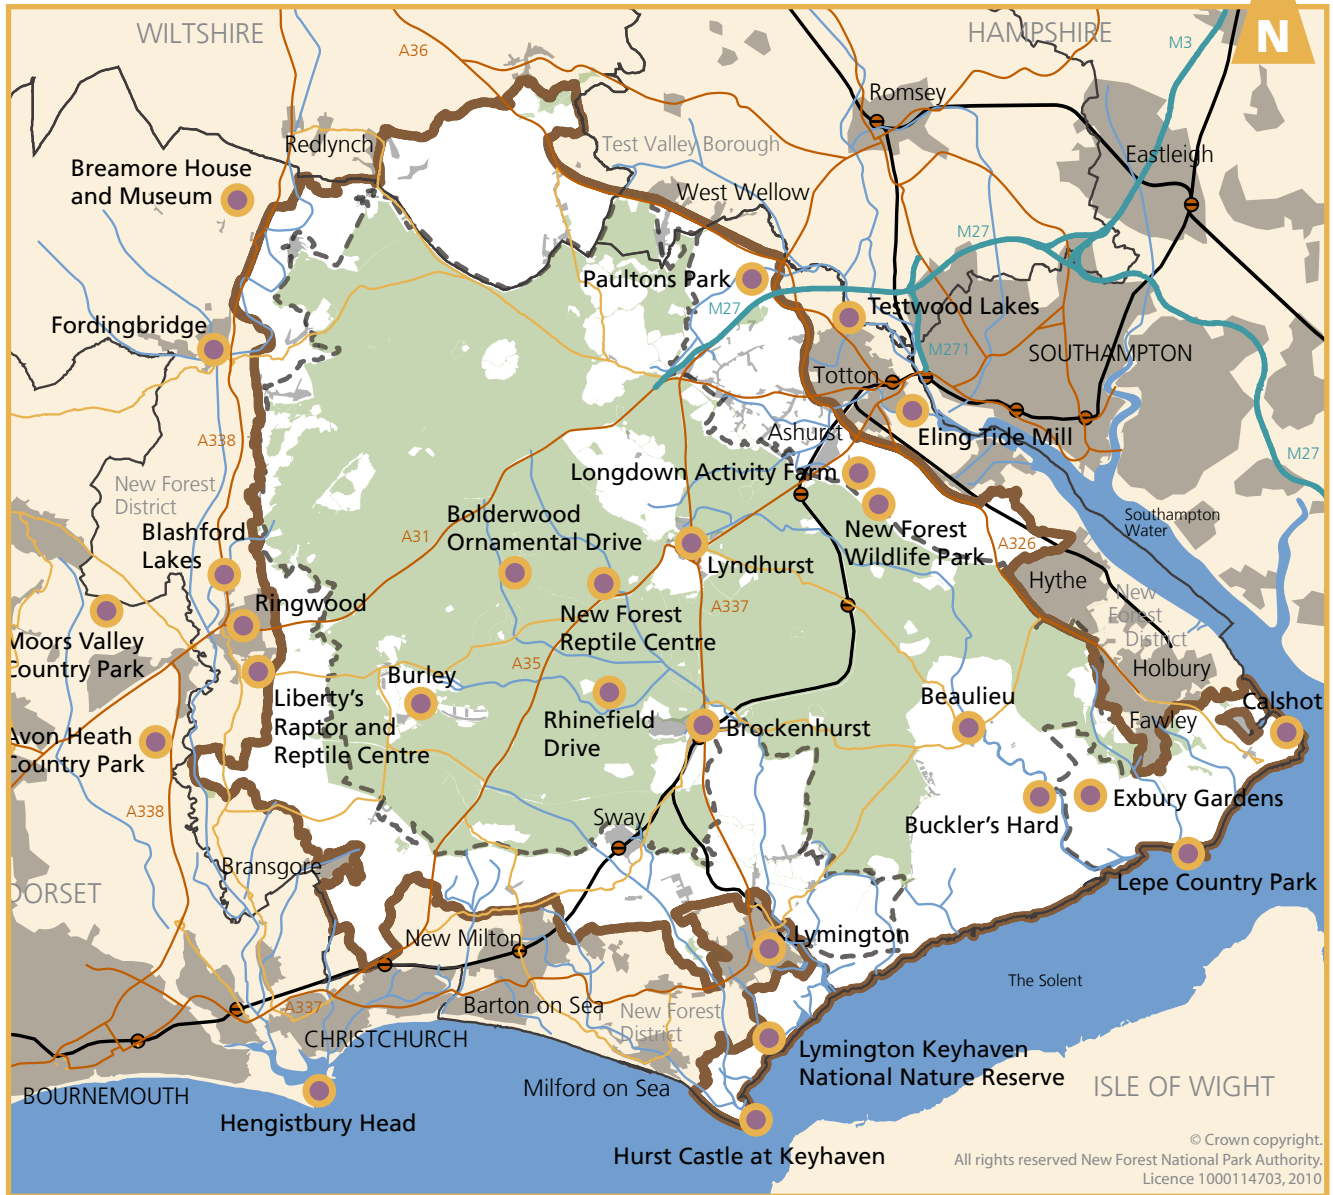 WILTSHIRE
HAMPSHIRE
N
M3
A36
Romsey
Redlynch
Test Valley Borough
Eastleigh
Breamore House
and Museum
West Wellow
M27
Paultons Park
M27
Testwood Lakes
Fordingbridge
M271
SOUTHAMPTON
Totton
A338
Ashurst
Eling Tide Mill
M27
Longdown Activity Farm
New Forest
District
Bolderwood
Ornamental Drive
Southampton
Water
Blashford
Lakes
A31
New Forest
Wildlife Park
A326
Lyndhurst
Hythe
Ringwood
New Forest
Reptile Centre
A337
New
Forest
District
Moors Valley
Country Park
A35
Holbury
Burley
Liberty's
Raptor and
Reptile Centre
Beaulieu
Calshot
Rhinefield
Drive
Brockenhurst
Fawley
Avon Heath
Country Park
A338
Sway
Exbury Gardens
Buckler's Hard
Bransgore
DORSET
Lepe Country Park
New Milton
Lymington
The Solent
A337
Barton on Sea
New Forest
District
CHRISTCHURCH
Lymington Keyhaven
National Nature Reserve
BOURNEMOUTH
Milford on Sea
ISLE OF WIGHT
Hengistbury Head
Hurst Castle at Keyhaven
© Crown copyright.
All rights reserved New Forest National Park Authority.
Licence 1000114703, 2010